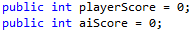 public int playerScore = 0;
public int aiScore = 0;